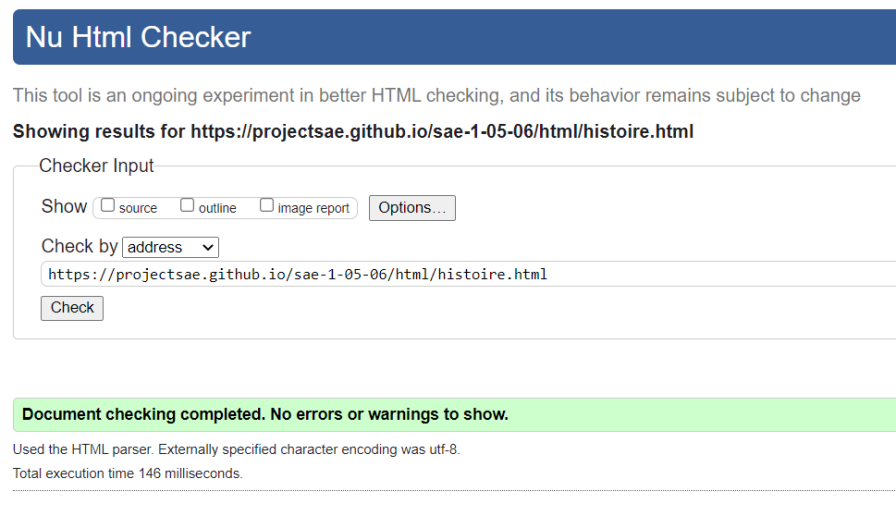 Nu Html Checker
This tool is an ongoing experiment in better HTML checking, and its behavior remains subject to change
Showing results for https://projectsae.github.io/sae-1-05-06/html/histoire.html
Checker Input
Show source outline image report Options...
Check by address
https://projectsae.github.io/sae-1-05-06/html/histoire.html
Check
Document checking completed. No errors or warnings to show.
Used the HTML parser. Externally specified character encoding was utf-8.
Total execution time 146 milliseconds.